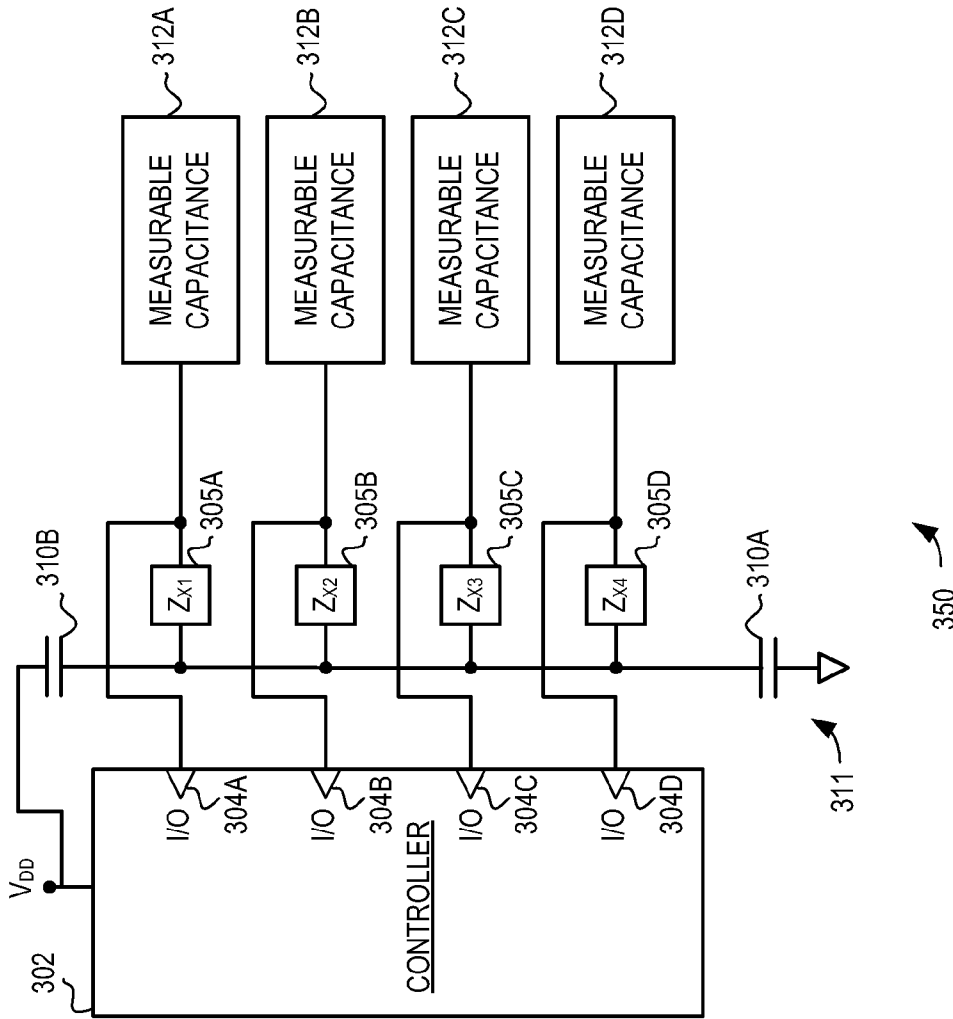 312A
312B
312C
312D
MEASURABLE
CAPACITANCE
MEASURABLE
CAPACITANCE
MEASURABLE
CAPACITANCE
MEASURABLE
CAPACITANCE
310B
305A
305B
305C
305D
310A
ZX1
ZX2
ZX3
ZX4
350
311
VDD
I/O
304A
I/O
304B
I/O
304C
I/O
304D
302
CONTROLLER